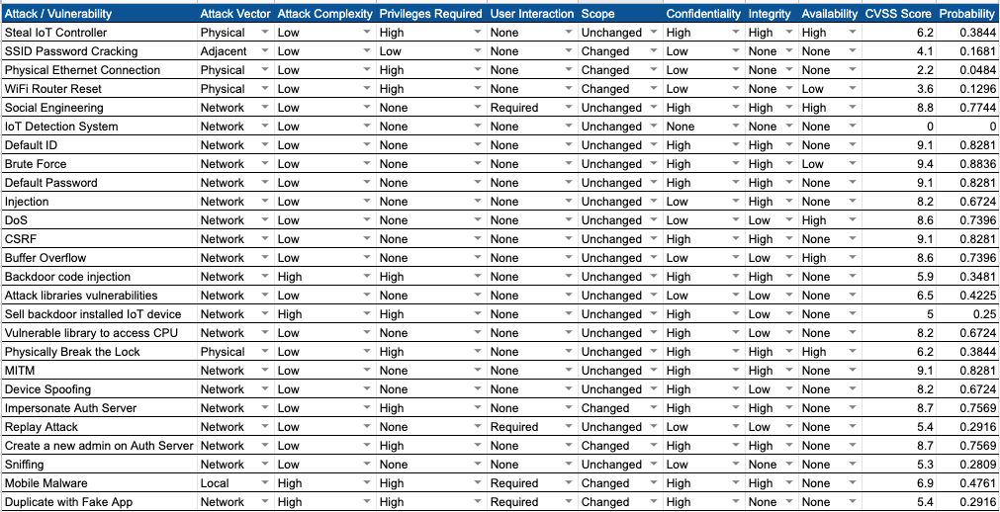 Attack / Vulnerability Attack Vector Attack Complexity Privileges Required User Interaction Scope Confidentiality Integrity Availability CVSS Score Probability
Steal IoT Controller Physical Low High None Unchanged High High High 6.2 0.3844
SSID Password Cracking Adjacent Low Low None Changed Low None None 4.1 0.1681
Physical Ethernet Connection Physical Low High None Changed Low None None 2.2 0.0484
WiFi Router Reset Physical Low High None Changed Low None Low 3.6 0.1296
Social Engineering Network Low None Required Unchanged High High High 8.8 0.7744
IoT Detection System Network Low None None Unchanged None None None 0 0
Default ID Network Low None None Unchanged High High None 9.1 0.8281
Brute Force Network Low None None Unchanged High High Low 9.4 0.8836
Default Password Network Low None None Unchanged High High None 9.1 0.8281
Injection Network Low None None Unchanged Low High None 8.2 0.6724
DoS Network Low None None Unchanged Low Low High 8.6 0.7396
CSRF Network Low None None Unchanged High High None 9.1 0.8281
Buffer Overflow Network Low None None Unchanged Low Low High 8.6 0.7396
Backdoor code injection Network High High None Unchanged High High None 5.9 0.3481
Attack libraries vulnerabilities Network Low None None Unchanged Low Low None 6.5 0.4225
Sell backdoor installed IoT device Network High High None Unchanged High Low None 5 0.25
Vulnerable library to access CPU Network Low None None Unchanged High Low None 8.2 0.6724
Physically Break the Lock Physical Low High None Unchanged High High High 6.2 0.3844
MITM Network Low None None Unchanged High High None 9.1 0.8281
Device Spoofing Network Low None None Unchanged High Low None 8.2 0.6724
Impersonate Auth Server Network Low High None Changed High High None 8.7 0.7569
Replay Attack Network Low None Required Unchanged Low Low None 5.4 0.2916
Create a new admin on Auth Server Network Low High None Changed High High None 8.7 0.7569
Sniffing Network Low None None Unchanged Low None None 5.3 0.2809
Mobile Malware Local High High Required Changed High High None 6.9 0.4761
Duplicate with Fake App Network High High Required Changed High None None 5.4 0.2916